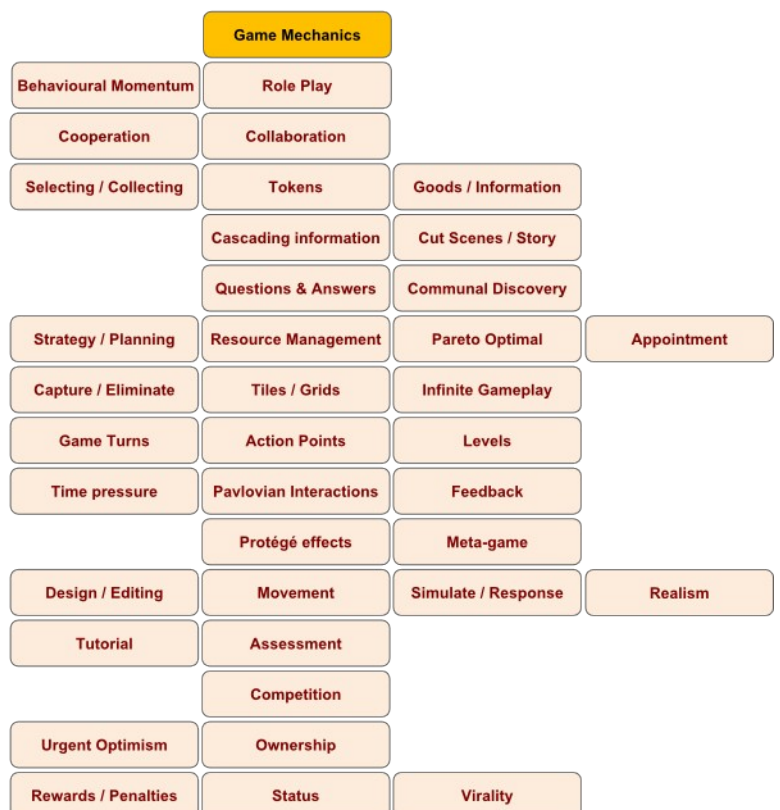 Game Mechanics
Behavioural Momentum
Role Play
Cooperation
Collaboration
Selecting / Collecting
Tokens
Goods / Information
Cascading information
Cut Scenes / Story
Questions & Answers
Communal Discovery
Strategy / Planning
Resource Management
Pareto Optimal
Appointment
Capture / Eliminate
Tiles / Grids
Infinite Gameplay
Game Turns
Action Points
Levels
Time pressure
Pavlovian Interactions
Feedback
Protégé effects
Meta-game
Design / Editing
Movement
Simulate / Response
Realism
Tutorial
Assessment
Competition
Urgent Optimism
Ownership
Rewards / Penalties
Status
Virality